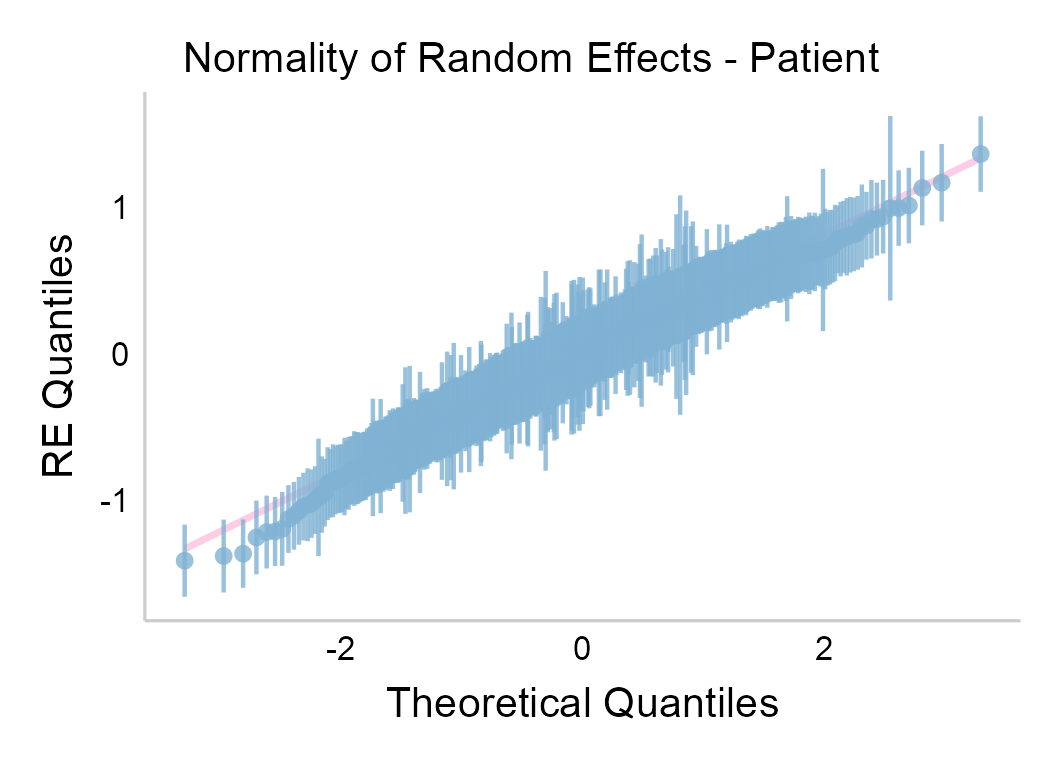 Normality of Random Effects - Patient
RE Quantiles
1
0
-1
-2
0
2
Theoretical Quantiles